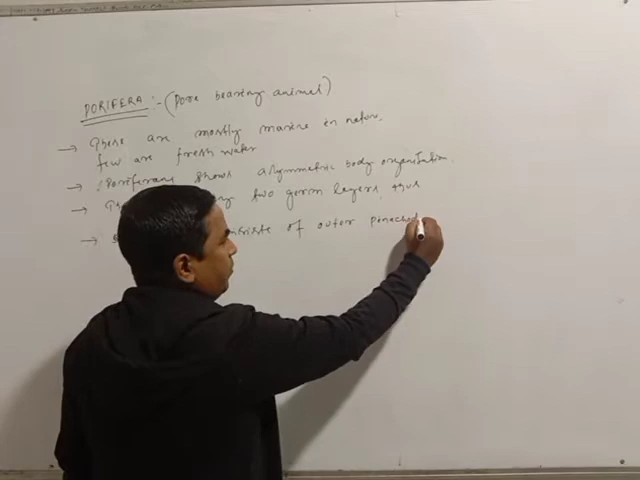 PORIFERA :- (Pore bearing animal)
→ These are mostly marine in nature,
few are fresh water
→ Poriferans shows asymmetric body organisation.
→ two germ layers, thus
→ of outer